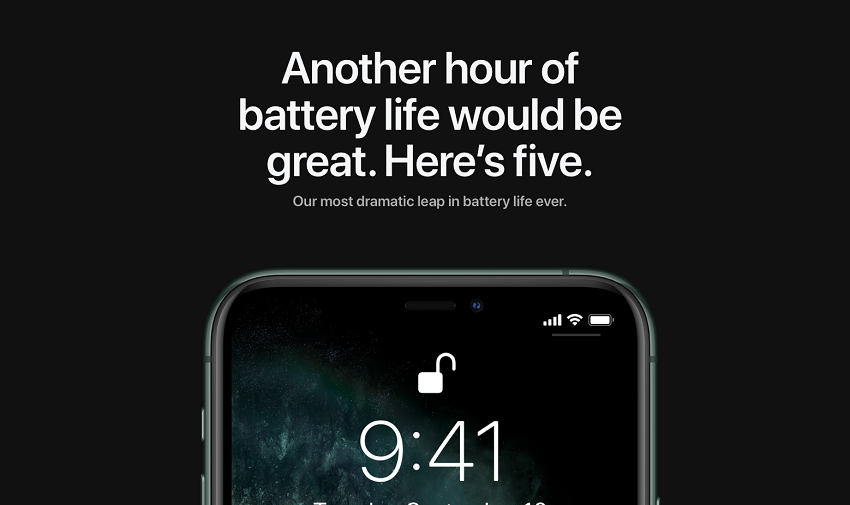 Another hour of
battery life would be
great. Here’s five.
Our most dramatic leap in battery life ever.
9:41